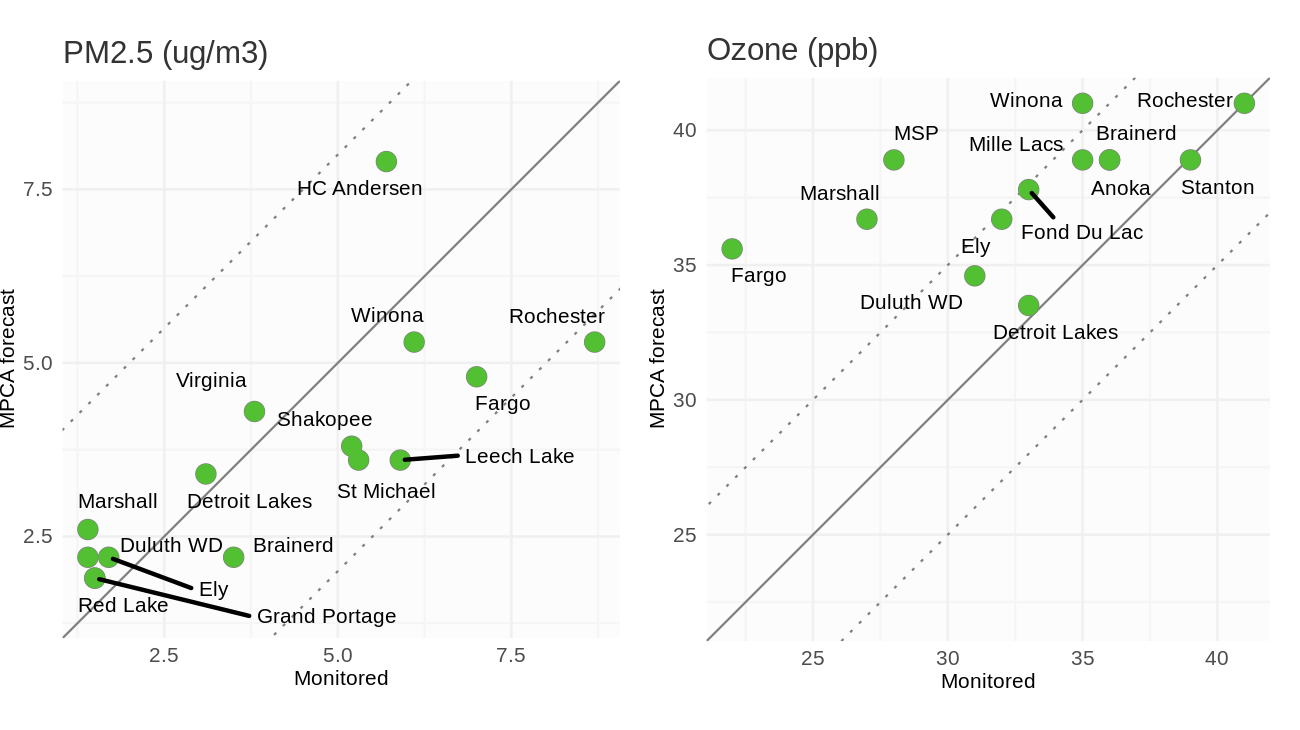 PM2.5 (ug/m3)
MPCA forecast
7.5
5.0
2.5
HC Andersen
Winona
Rochester
Virginia
Fargo
Shakopee
Leech Lake
St Michael
Marshall
Detroit Lakes
Duluth WD
Brainerd
Ely
Red Lake
Grand Portage
2.5
5.0
7.5
Monitored
Ozone (ppb)
MPCA forecast
40
35
30
25
Winona
Rochester
MSP
Brainerd
Mille Lacs
Marshall
Anoka
Stanton
Fond Du Lac
Ely
Fargo
Duluth WD
Detroit Lakes
25
30
35
40
Monitored